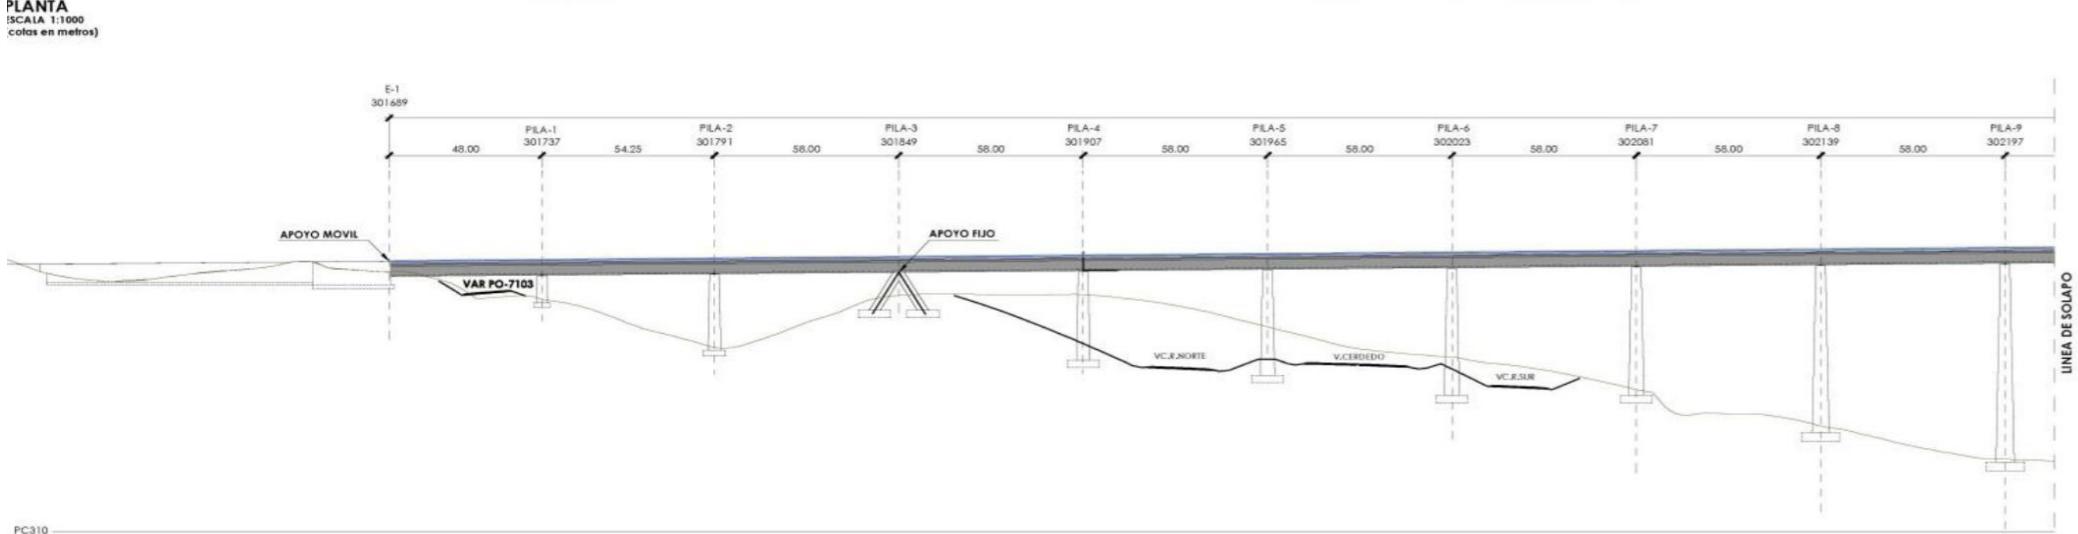 PLANTA
ESCALA 1:1000
(cotas en metros)
E-1
301689
PILA-1
301737
PILA-2
301791
PILA-3
301849
PILA-4
301907
PILA-5
301965
PILA-6
302023
PILA-7
302081
PILA-8
302139
PILA-9
302197
48.00
54.25
58.00
58.00
58.00
58.00
58.00
58.00
58.00
APOYO MOVIL
APOYO FIJO
VAR PO-7103
VC.R.NORTE
V.CERDEDO
VC.R.SUR
LINEA DE SOLAPO
PC310